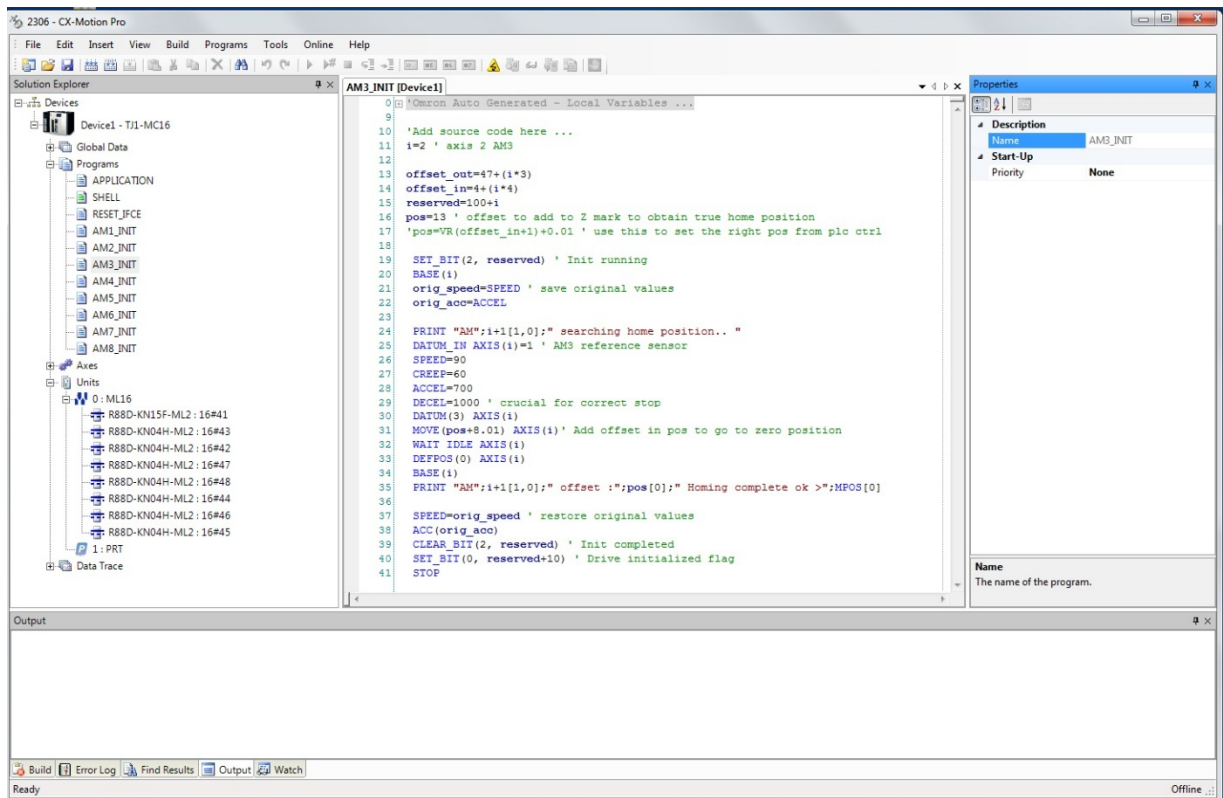 2306 - CX-Motion Pro
File Edit Insert View Build Programs Tools Online Help
Solution Explorer
Devices
Device1 - TJ1-MC16
Global Data
Programs
APPLICATION
SHELL
RESET_IFCE
AM1_INIT
AM2_INIT
AM3_INIT
AM4_INIT
AM5_INIT
AM6_INIT
AM7_INIT
AM8_INIT
Axes
Units
0 : ML16
R88D-KN15F-ML2 : 16#41
R88D-KN04H-ML2 : 16#43
R88D-KN04H-ML2 : 16#42
R88D-KN04H-ML2 : 16#47
R88D-KN04H-ML2 : 16#48
R88D-KN04H-ML2 : 16#44
R88D-KN04H-ML2 : 16#46
R88D-KN04H-ML2 : 16#45
1 : PRT
Data Trace
AM3_INIT [Device1]
0 'Omron Auto Generated - Local Variables ...
9
10 'Add source code here ...
11 i=2 ' axis 2 AM3
12
13 offset_out=47+(i*3)
14 offset_in=4+(i*4)
15 reserved=100+i
16 pos=13 ' offset to add to Z mark to obtain true home position
17 'pos=VR(offset_in+1)+0.01 ' use this to set the right pos from plc ctrl
18
19 SET_BIT(2, reserved) ' Init running
20 BASE(i)
21 orig_speed=SPEED ' save original values
22 orig_acc=ACCEL
23
24 PRINT "AM";i+1[1,0];" searching home position.. "
25 DATUM_IN AXIS(i)=1 ' AM3 reference sensor
26 SPEED=90
27 CREEP=60
28 ACCEL=700
29 DECEL=1000 ' crucial for correct stop
30 DATUM(3) AXIS(i)
31 MOVE(pos+8.01) AXIS(i)' Add offset in pos to go to zero position
32 WAIT IDLE AXIS(i)
33 DEFPOS(0) AXIS(i)
34 BASE(i)
35 PRINT "AM";i+1[1,0];" offset :";pos[0];" Homing complete ok >";MPOS[0]
36
37 SPEED=orig_speed ' restore original values
38 ACC(orig_acc)
39 CLEAR_BIT(2, reserved) ' Init completed
40 SET_BIT(0, reserved+10) ' Drive initialized flag
41 STOP
Properties
Description
Name AM3_INIT
Start-Up
Priority None
Name
The name of the program.
Output
Build Error Log Find Results Output Watch
Ready Offline